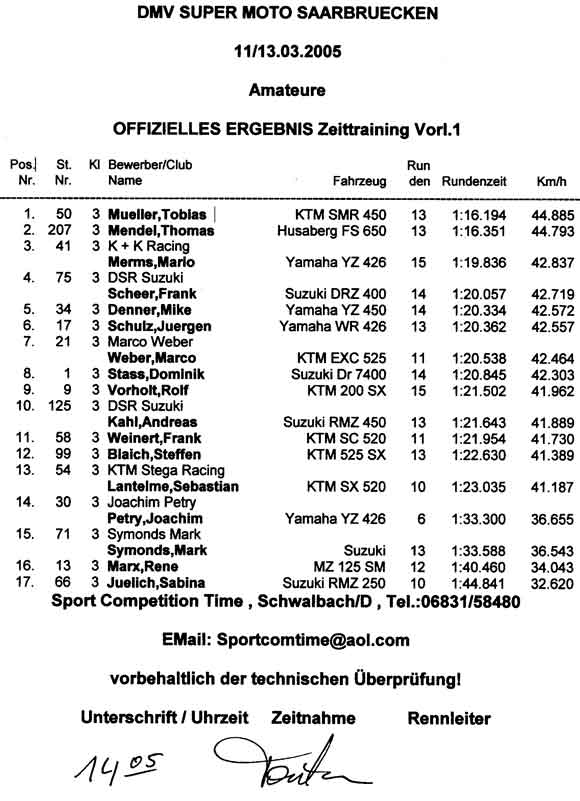 DMV SUPER MOTO SAARBRUECKEN
11/13.03.2005
Amateure
OFFIZIELLES ERGEBNIS Zeittraining Vorl.1
Pos. St. Kl Bewerber/Club Run
Nr. Nr. Name Fahrzeug den Rundenzeit Km/h
1. 50 3 Mueller,Tobias KTM SMR 450 13 1:16.194 44.885
2. 207 3 Mendel,Thomas Husaberg FS 650 13 1:16.351 44.793
3. 41 3 K + K Racing
Merms,Mario Yamaha YZ 426 15 1:19.836 42.837
4. 75 3 DSR Suzuki
Scheer,Frank Suzuki DRZ 400 14 1:20.057 42.719
5. 34 3 Denner,Mike Yamaha YZ 450 14 1:20.334 42.572
6. 17 3 Schulz,Juergen Yamaha WR 426 13 1:20.362 42.557
7. 21 3 Marco Weber
Weber,Marco KTM EXC 525 11 1:20.538 42.464
8. 1 3 Stass,Dominik Suzuki Dr 7400 14 1:20.845 42.303
9. 9 3 Vorholt,Rolf KTM 200 SX 15 1:21.502 41.962
10. 125 3 DSR Suzuki
Kahl,Andreas Suzuki RMZ 450 13 1:21.643 41.889
11. 58 3 Weinert,Frank KTM SC 520 11 1:21.954 41.730
12. 99 3 Blaich,Steffen KTM 525 SX 13 1:22.630 41.389
13. 54 3 KTM Stega Racing
Lantelme,Sebastian KTM SX 520 10 1:23.035 41.187
14. 30 3 Joachim Petry
Petry,Joachim Yamaha YZ 426 6 1:33.300 36.655
15. 71 3 Symonds Mark
Symonds,Mark Suzuki 13 1:33.588 36.543
16. 13 3 Marx,Rene MZ 125 SM 12 1:40.460 34.043
17. 66 3 Juelich,Sabina Suzuki RMZ 250 10 1:44.841 32.620
Sport Competition Time , Schwalbach/D , Tel.:06831/58480
EMail: Sportcomtime@aol.com
vorbehaltlich der technischen Überprüfung!
Unterschrift / Uhrzeit Zeitnahme Rennleiter
14 05